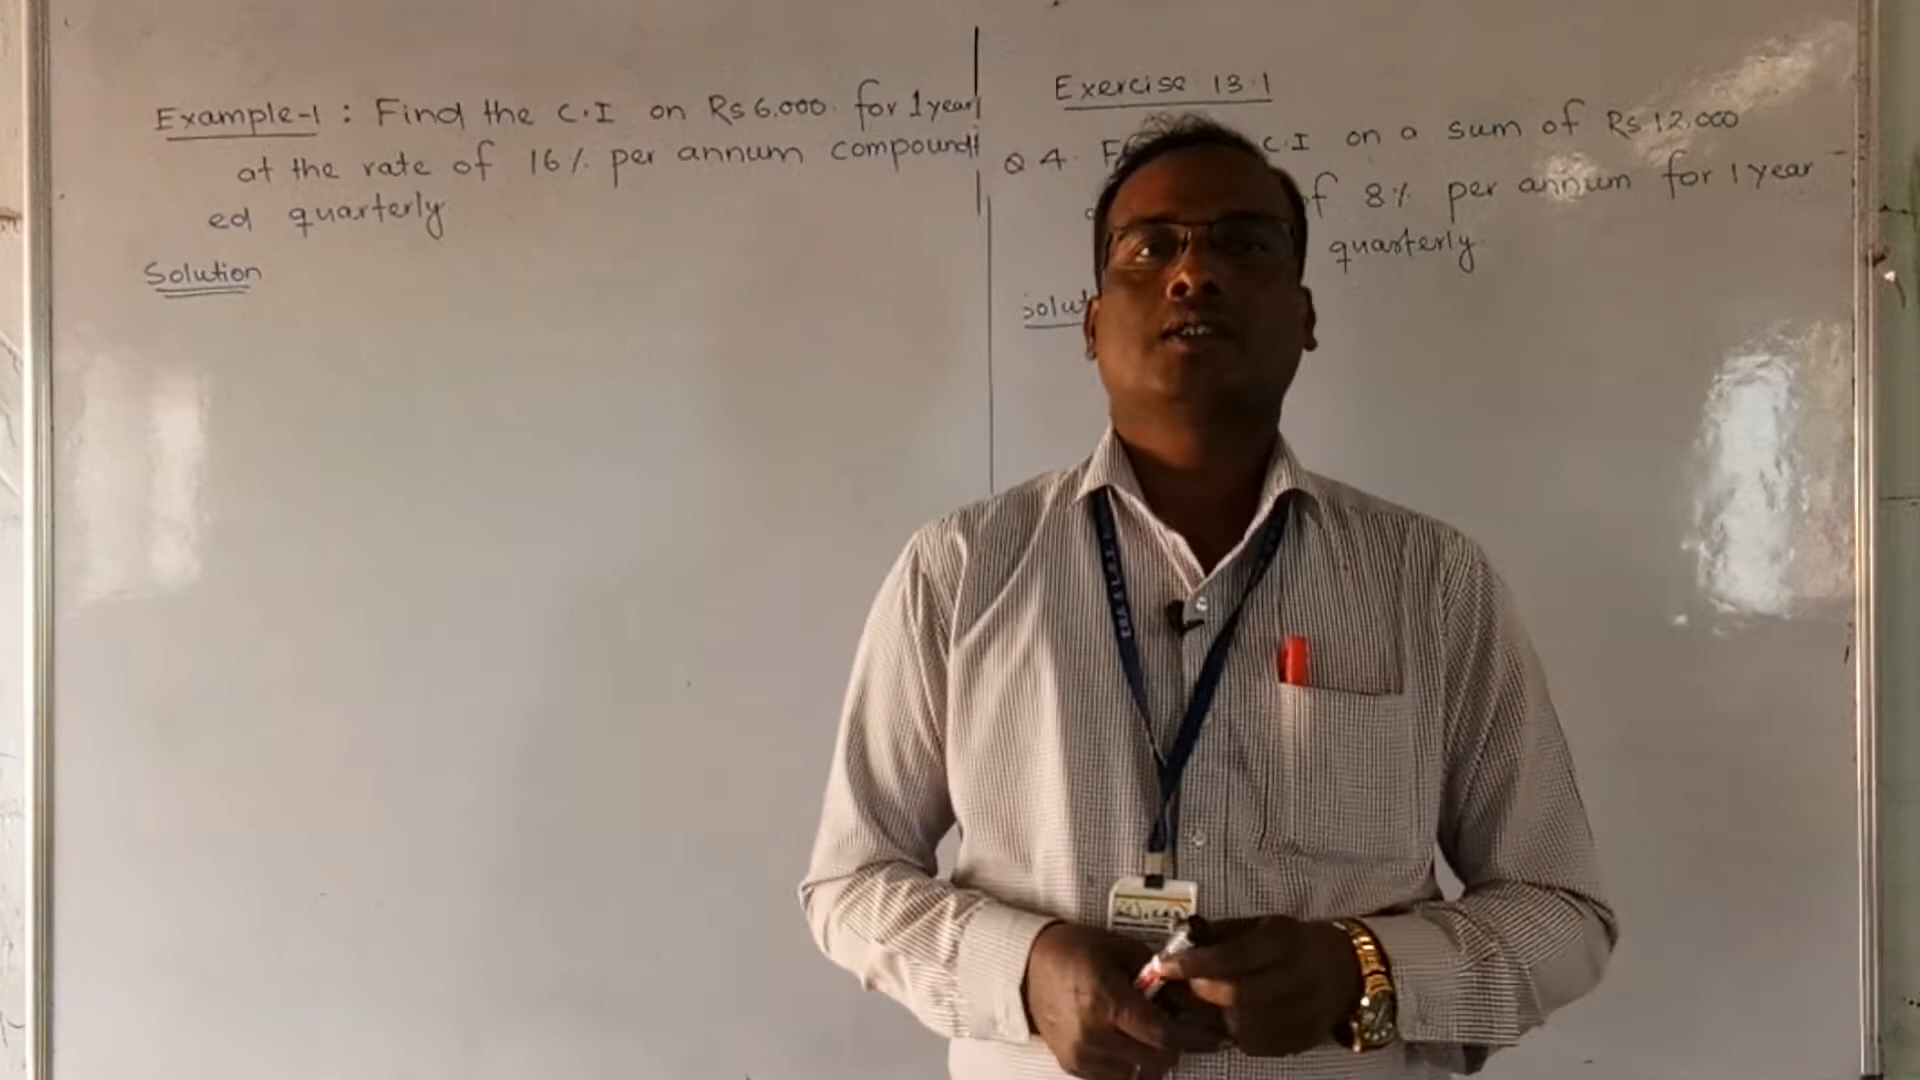 Example-1 : Find the C.I on Rs 6,000. for 1 year
at the rate of 16% per annum compound
ed quarterly
Solution
Exercise 13.1
Q 4. C.I on a sum of Rs 12,000
of 8% per annum for 1 year
quarterly